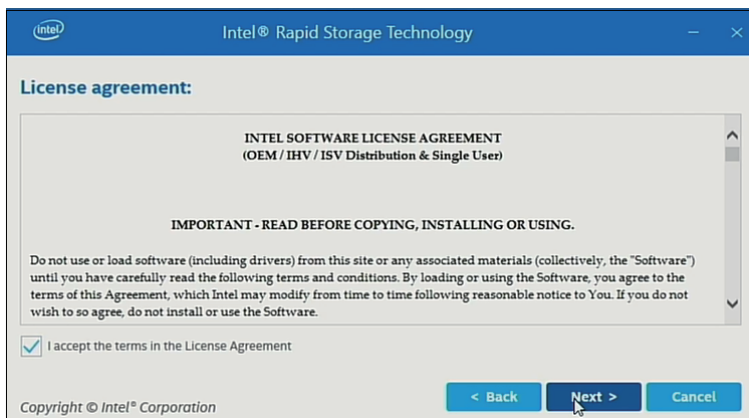 intel
Intel® Rapid Storage Technology
License agreement:
INTEL SOFTWARE LICENSE AGREEMENT
(OEM / IHV / ISV Distribution & Single User)
IMPORTANT - READ BEFORE COPYING, INSTALLING OR USING.
Do not use or load software (including drivers) from this site or any associated materials (collectively, the "Software")
until you have carefully read the following terms and conditions. By loading or using the Software, you agree to the
terms of this Agreement, which Intel may modify from time to time following reasonable notice to You. If you do not
wish to so agree, do not install or use the Software.
I accept the terms in the License Agreement
< Back
Next >
Cancel
Copyright © Intel® Corporation